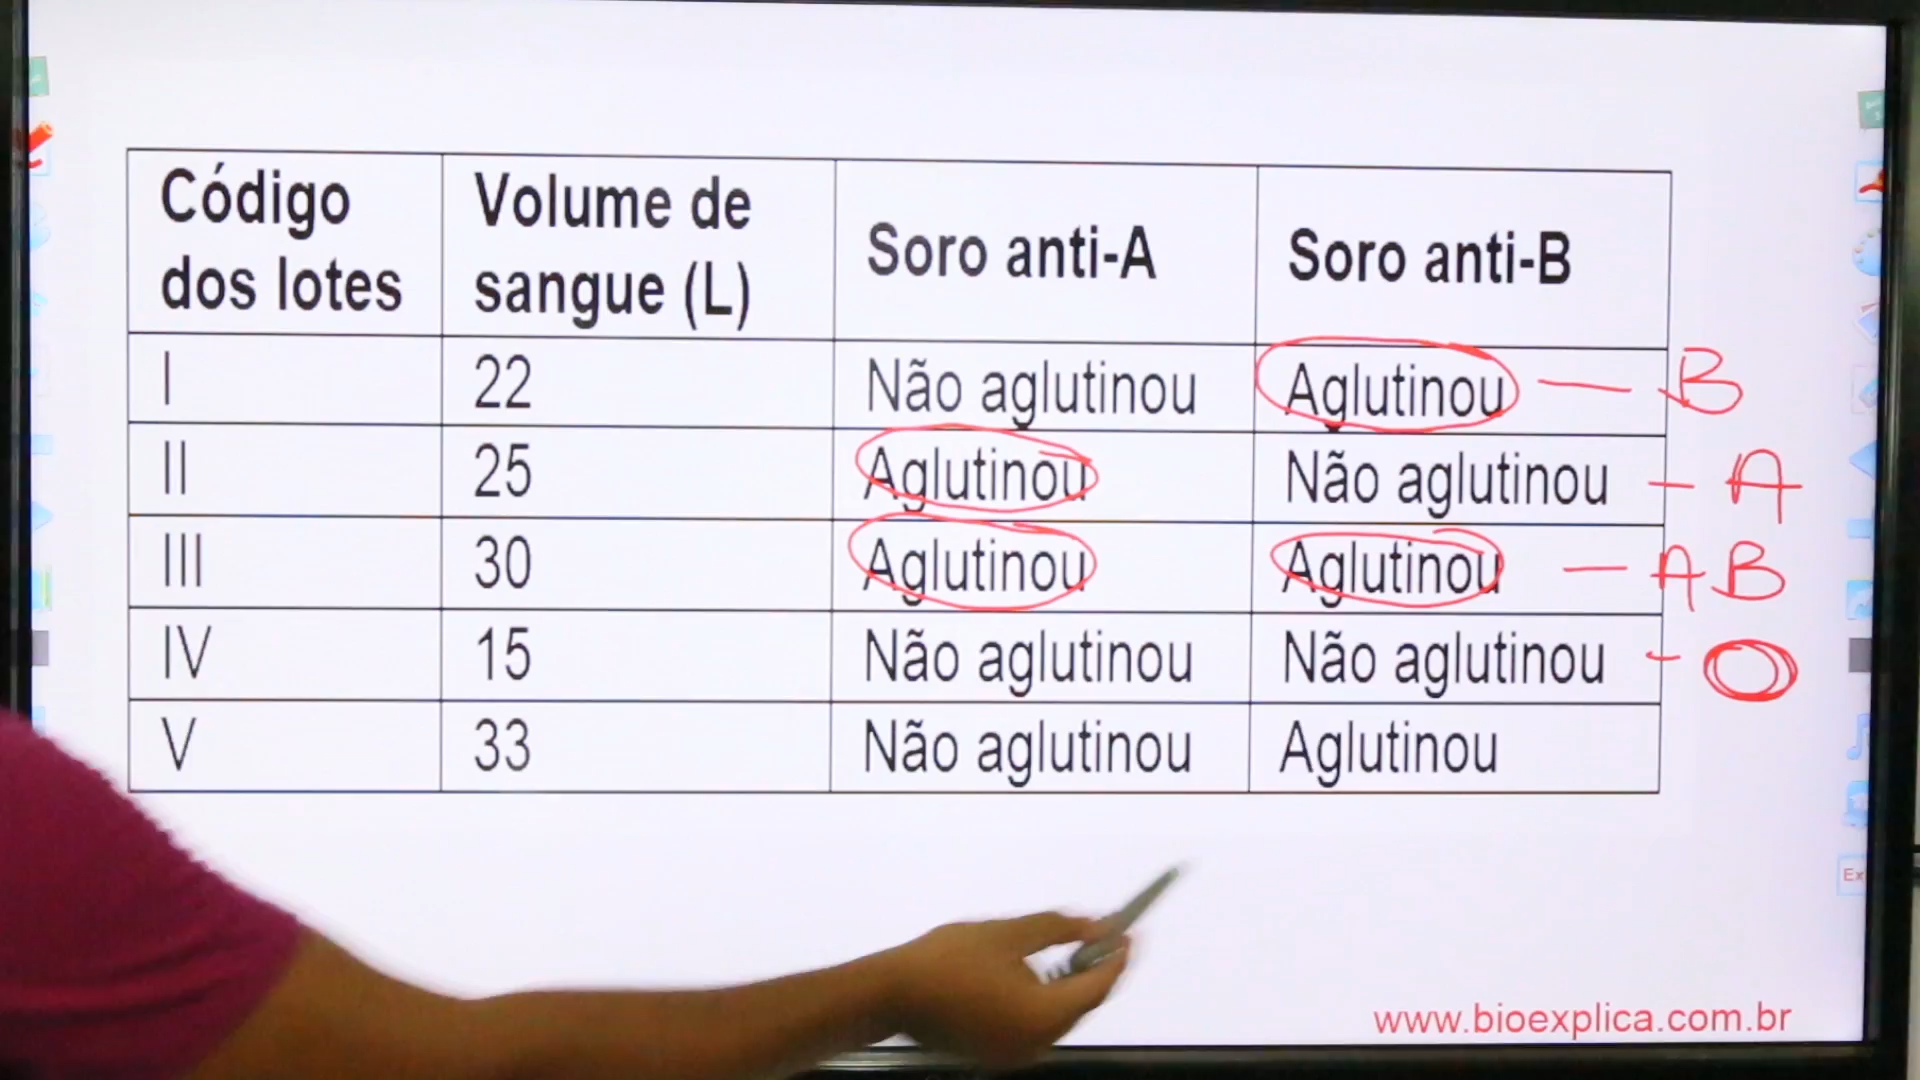 Código dos lotes
Volume de sangue (L)
Soro anti-A
Soro anti-B
I 22 Não aglutinou Aglutinou — B
II 25 Aglutinou Não aglutinou - A
III 30 Aglutinou Aglutinou — AB
IV 15 Não aglutinou Não aglutinou - O
V 33 Não aglutinou Aglutinou
Ex
www.bioexplica.com.br